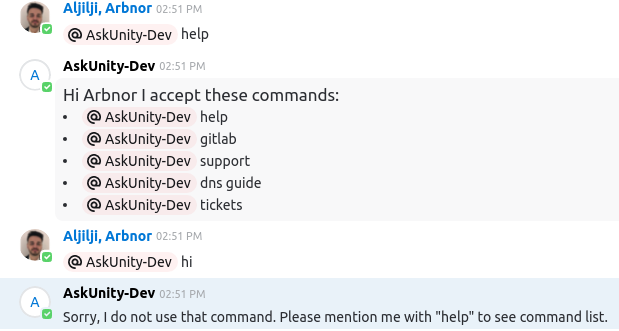 Aljilji, Arbnor 02:51 PM
@ AskUnity-Dev help
A AskUnity-Dev 02:51 PM
Hi Arbnor I accept these commands:
• @ AskUnity-Dev help
• @ AskUnity-Dev gitlab
• @ AskUnity-Dev support
• @ AskUnity-Dev dns guide
• @ AskUnity-Dev tickets
Aljilji, Arbnor 02:51 PM
@ AskUnity-Dev hi
A AskUnity-Dev 02:51 PM
Sorry, I do not use that command. Please mention me with "help" to see command list.